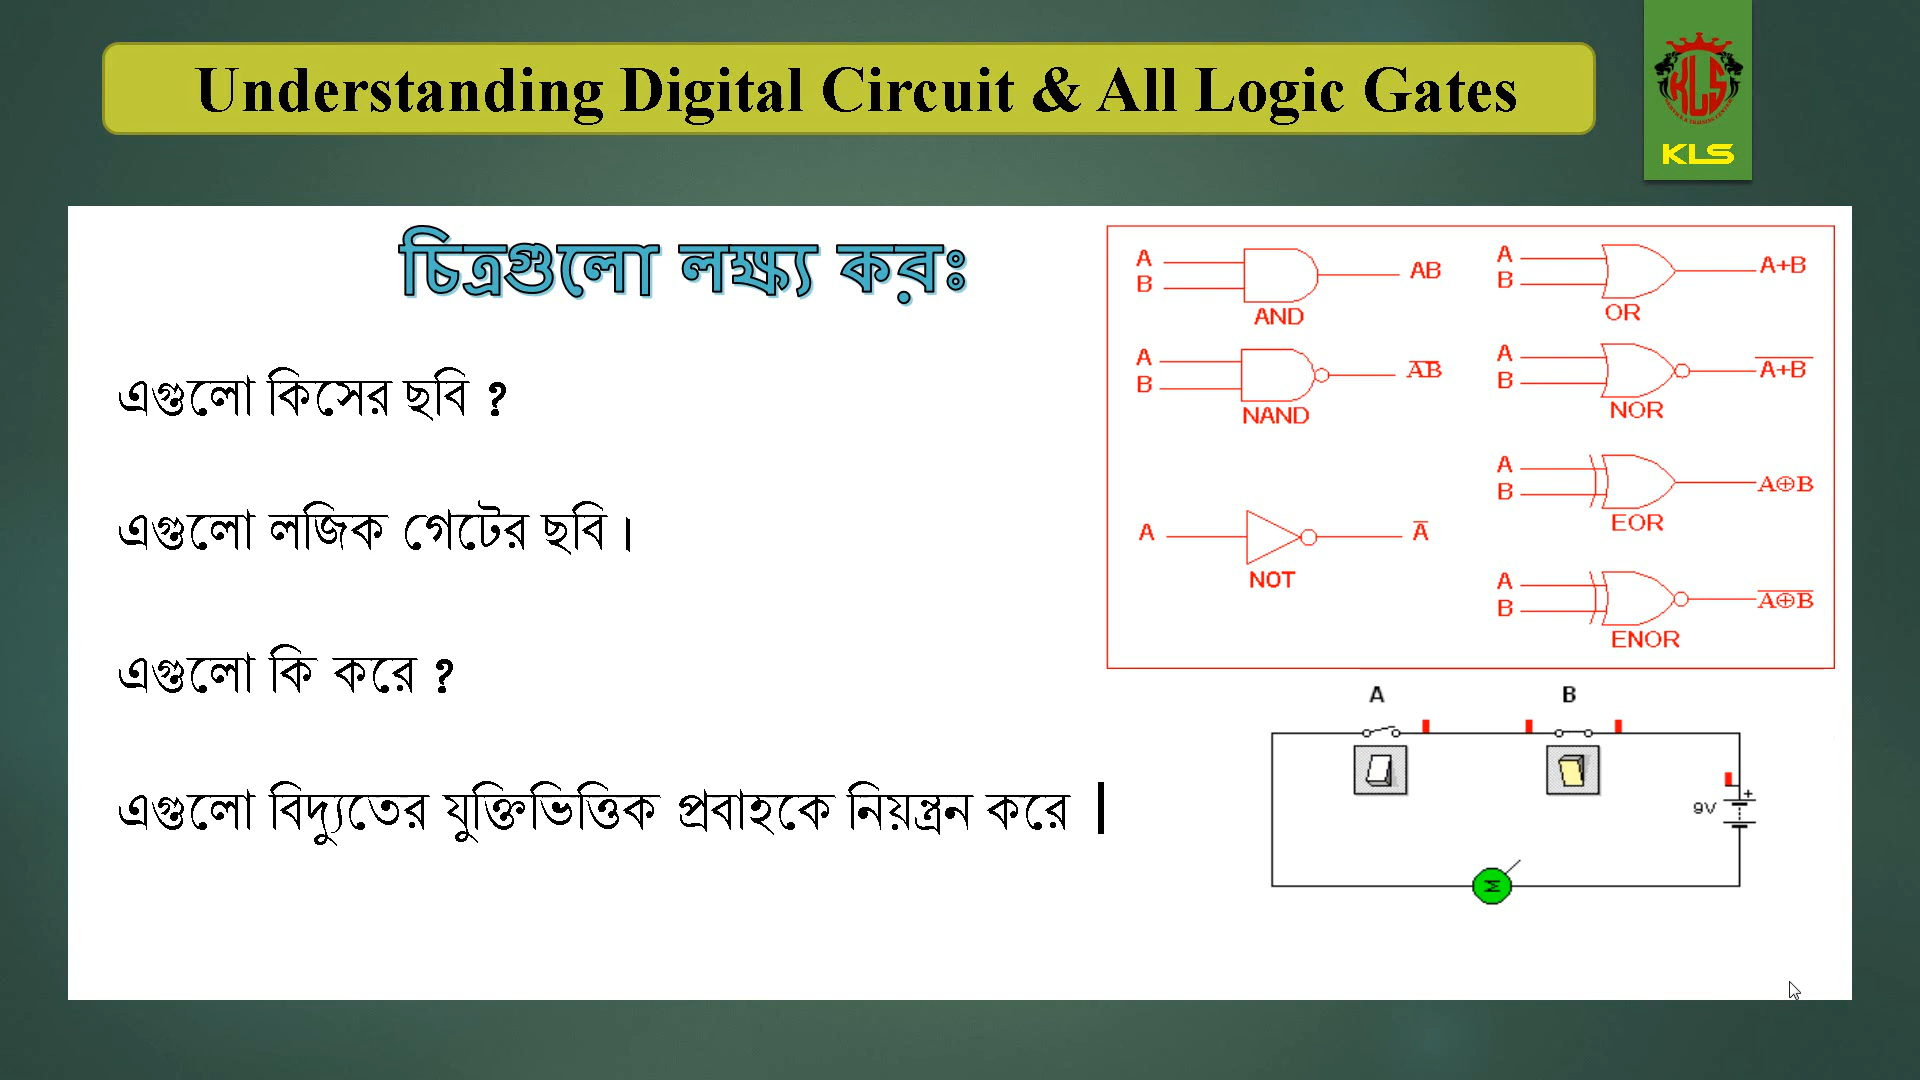 Understanding Digital Circuit & All Logic Gates
KLS
KLS
চিত্রগুলো লক্ষ্য করঃ
এগুলো কিসের ছবি ?
এগুলো লজিক গেটের ছবি।
এগুলো কি করে ?
এগুলো বিদ্যুতের যুক্তিভিত্তিক প্রবাহকে নিয়ন্ত্রন করে |
A
B
AB
AND
A
B
A+B
OR
A
B
A̅B̅
NAND
A
B
A̅+̅B̅
NOR
A
B
A⊕B
EOR
A
A̅
NOT
A
B
A̅⊕̅B̅
ENOR
A
B
9V
+
M